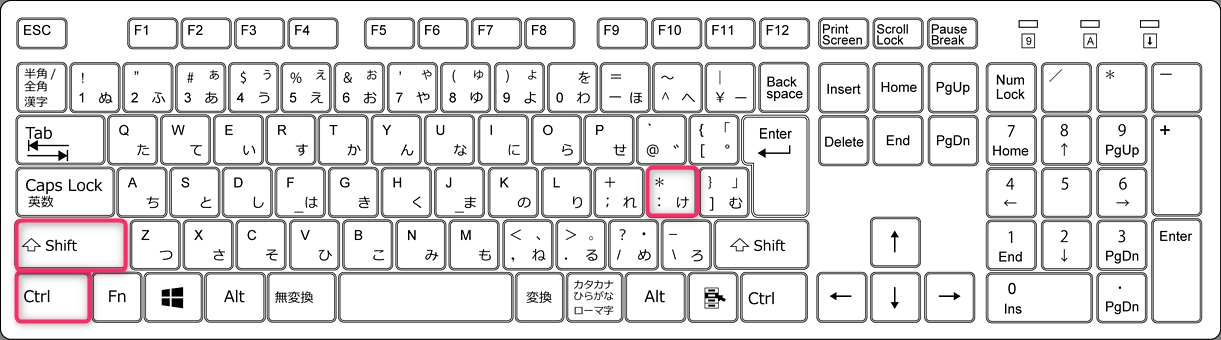 ESC F1 F2 F3 F4 F5 F6 F7 F8 F9 F10 F11 F12 Print Screen Scroll Lock Pause Break 9 A ⬇
半角/全角 漢字 ! 1 ぬ " 2 ふ # ぁ 3 あ $ ぅ 4 う % ぇ 5 え & ぉ 6 お ' ゃ 7 や ( ゅ 8 ゆ ) ょ 9 よ を 0 わ = - ほ ~ ^ へ | ¥ ー Back space Insert Home PgUp Num Lock / * -
Tab Q た W て E い R す T か Y ん U な I に O ら P せ ` @ ゛ { 「 [ ° Enter Delete End PgDn 7 Home 8 ↑ 9 PgUp +
Caps Lock 英数 A ち S と D し F _は G き H く J _ま K の L り + ; れ * : け } 」 ] む 4 ← 5 6 →
⇧ Shift Z つ X さ C そ V ひ B こ N み M も < 、 , ね > 。 . る ? ・ / め _ \ ろ ⇧ Shift ↑ 1 End 2 ↓ 3 PgDn Enter
Ctrl Fn Alt 無変換 変換 カタカナ ひらがな ローマ字 Alt Ctrl ← ↓ → 0 Ins . PgDn